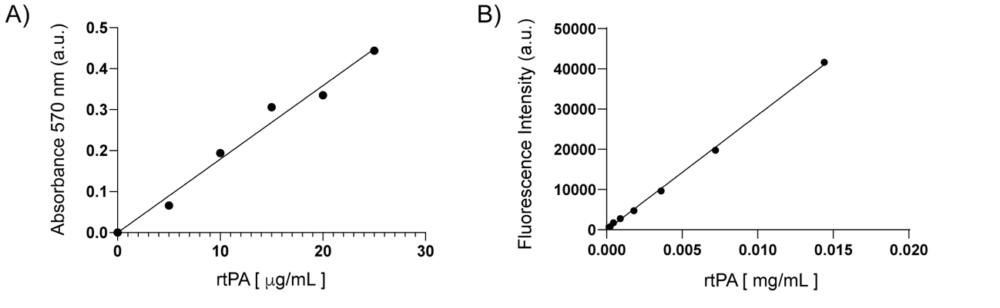 A)
Absorbance 570 nm (a.u.)
0.5
0.4
0.3
0.2
0.1
0.0
0 10 20 30
rtPA [ μg/mL ]
B)
Fluorescence Intensity (a.u.)
50000
40000
30000
20000
10000
0
0.000 0.005 0.010 0.015 0.020
rtPA [ mg/mL ]